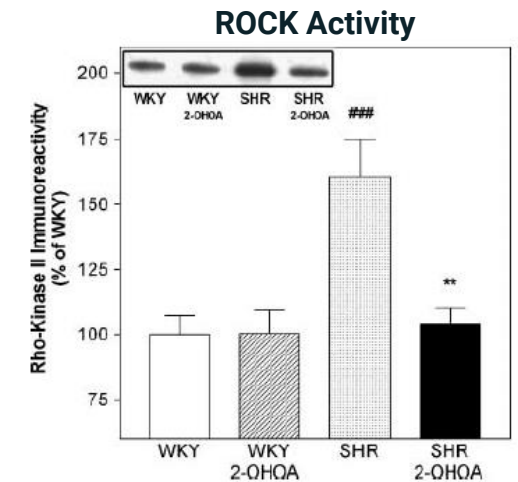 ROCK Activity
Rho-Kinase II Immunoreactivity
(% of WKY)
200
175
150
125
100
75
WKY WKY SHR SHR
2-OHOA 2-OHOA
###
**
WKY WKY SHR SHR
2-OHOA 2-OHOA